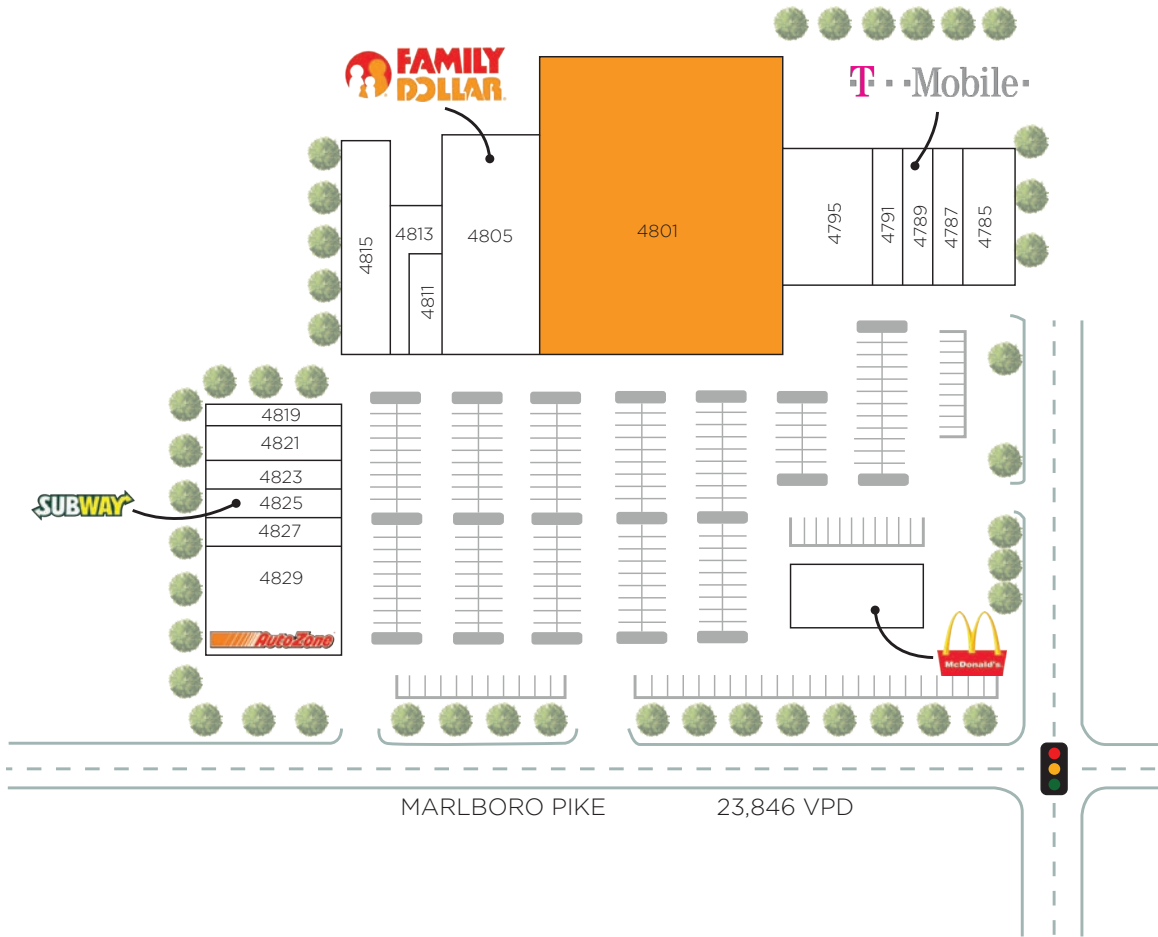 FAMILY
DOLLAR
T··Mobile·
4815
4813
4811
4805
4801
4795
4791
4789
4787
4785
4819
4821
4823
4825
4827
4829
SUBWAY
AutoZone
McDonald's
MARLBORO PIKE 23,846 VPD